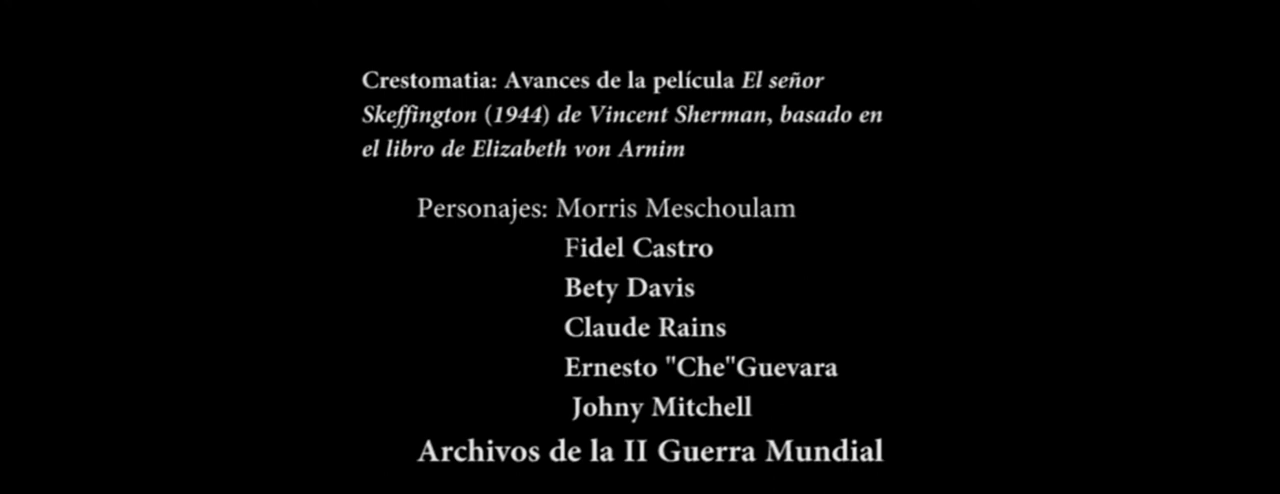 Crestomatia: Avances de la película El señor
Skeffington (1944) de Vincent Sherman, basado en
el libro de Elizabeth von Arnim
Personajes: Morris Meschoulam
Fidel Castro
Bety Davis
Claude Rains
Ernesto "Che"Guevara
Johny Mitchell
Archivos de la II Guerra Mundial